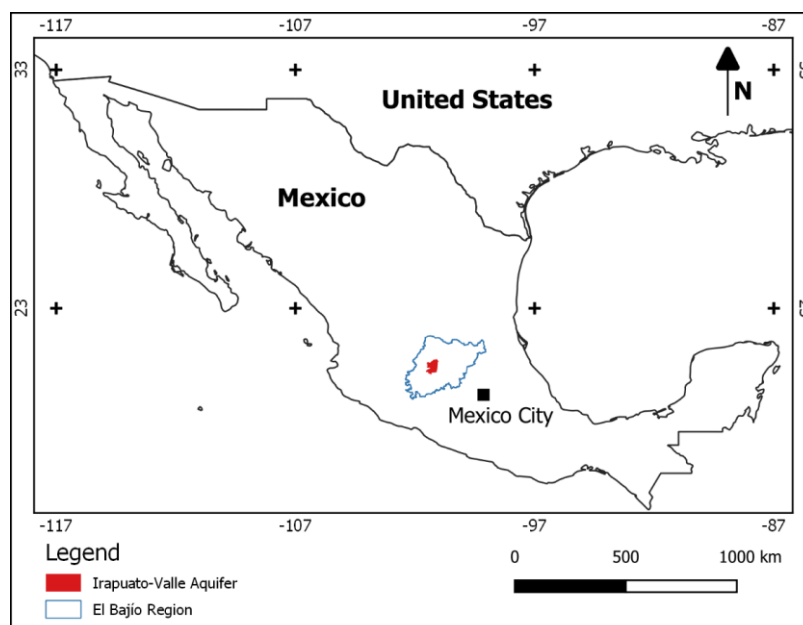 -117 -107 -97 -87
33
United States
N
Mexico
23
Mexico City
-117 -107 -97 -87
Legend
Irapuato-Valle Aquifer
El Bajío Region
0 500 1000 km